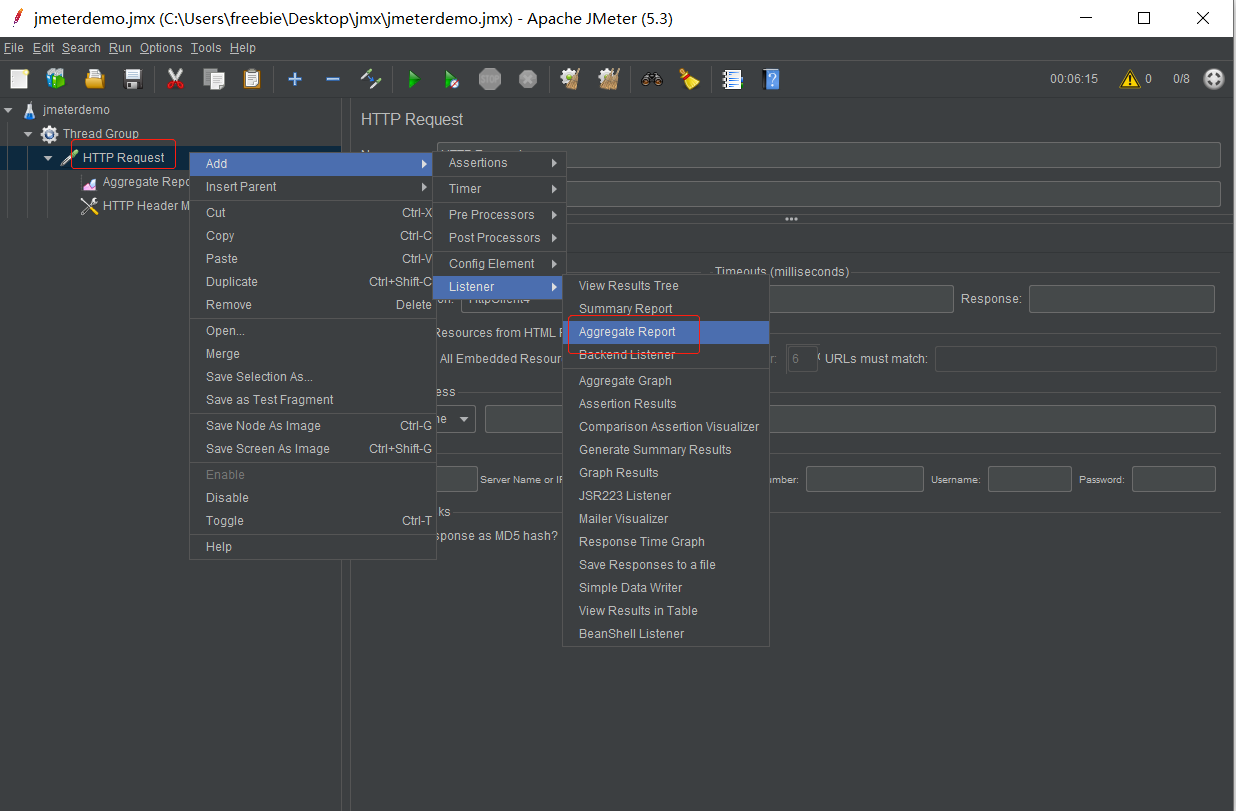 jmeterdemo.jmx (C:\Users\freebie\Desktop\jmx\jmeterdemo.jmx) - Apache JMeter (5.3)
File Edit Search Run Options Tools Help
STOP 00:06:15 0 0/8
jmeterdemo
Thread Group
HTTP Request
Aggregate Repo
HTTP Header M
HTTP Request
Add
Insert Parent
Cut Ctrl-X
Copy Ctrl-C
Paste Ctrl-V
Duplicate Ctrl+Shift-C
Remove Delete
Open...
Merge
Save Selection As...
Save as Test Fragment
Save Node As Image Ctrl-G
Save Screen As Image Ctrl+Shift-G
Enable
Disable
Toggle Ctrl-T
Help
Assertions
Timer
Pre Processors
Post Processors
Config Element
Listener
View Results Tree
Summary Report
Aggregate Report
Backend Listener
Aggregate Graph
Assertion Results
Comparison Assertion Visualizer
Generate Summary Results
Graph Results
JSR223 Listener
Mailer Visualizer
Response Time Graph
Save Responses to a file
Simple Data Writer
View Results in Table
BeanShell Listener
Timeouts (milliseconds)
Response:
Resources from HTML
All Embedded Resour
6 URLs must match:
ess
ne
Server Name or IP
umber: Username: Password:
ks
sponse as MD5 hash?